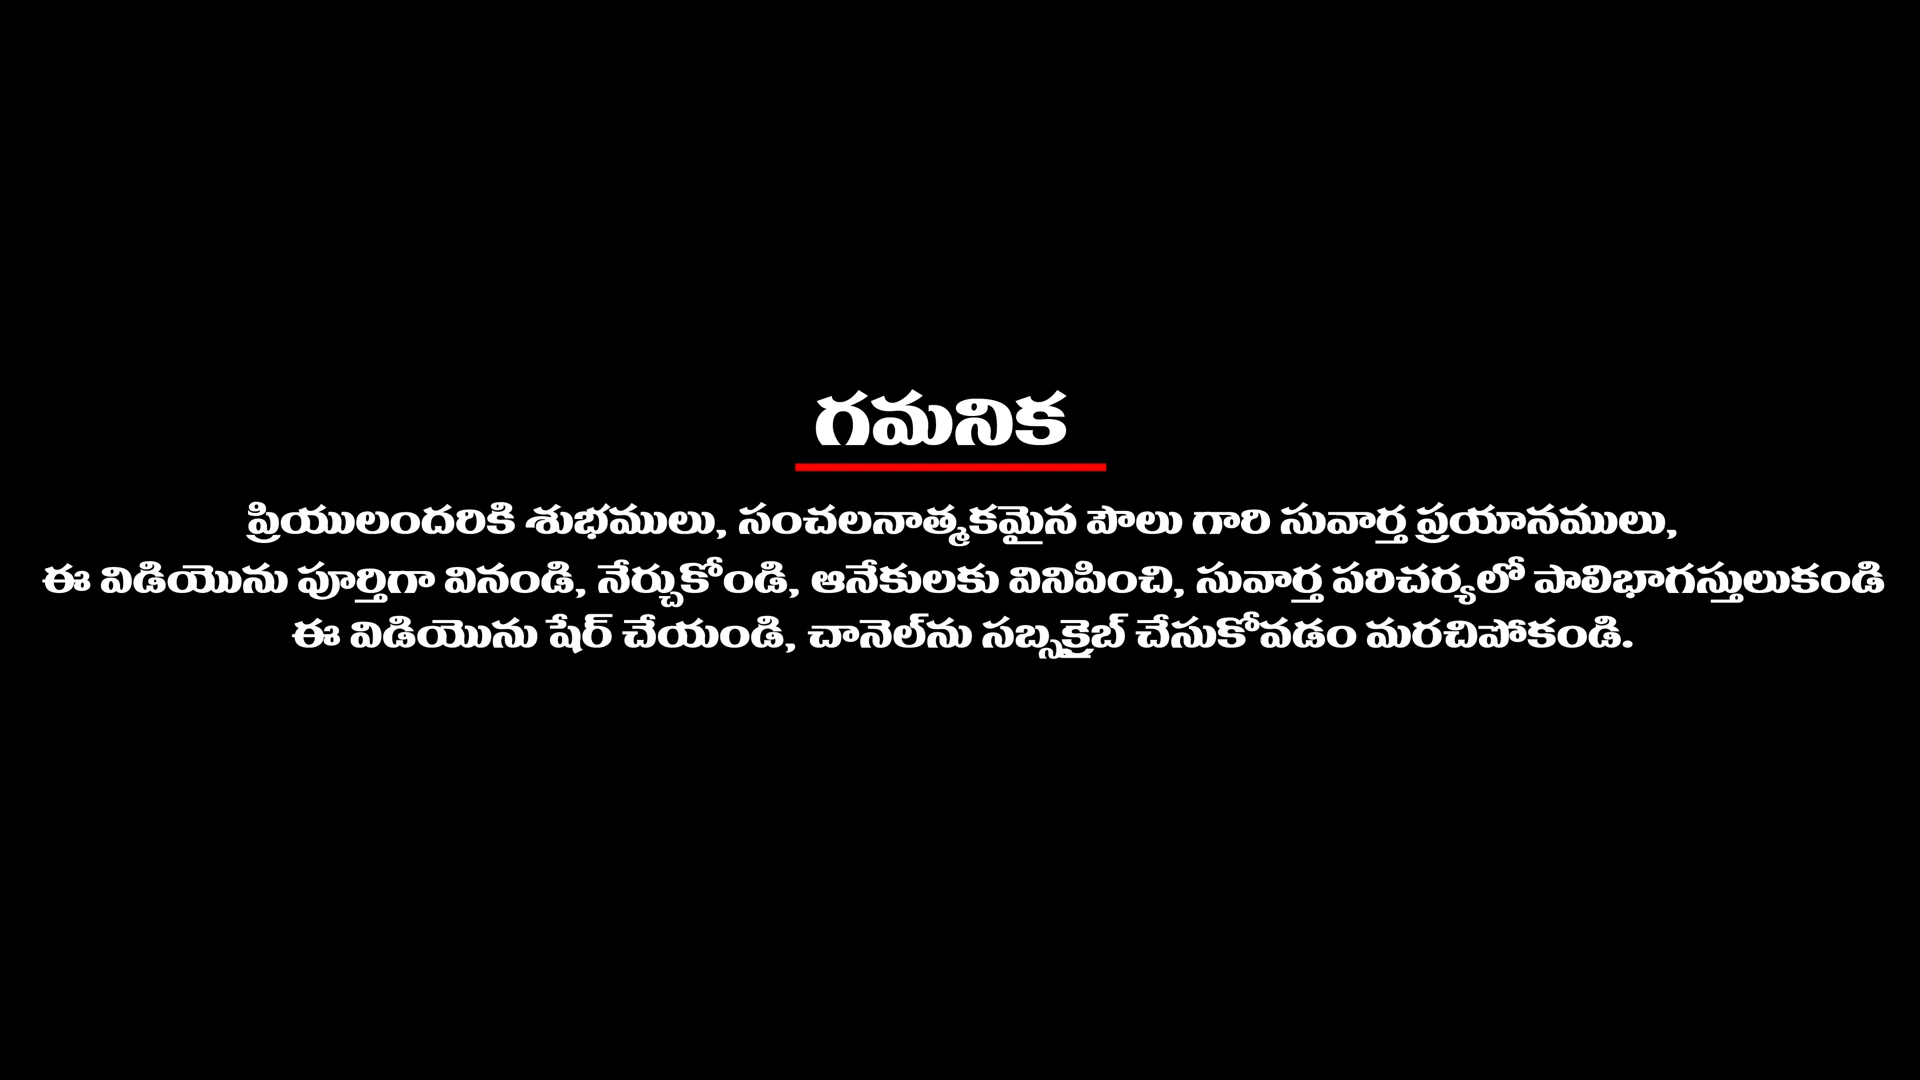 గమనిక
ప్రియులందరికి శుభములు, సంచలనాత్మకమైన పౌలు గారి సువార్త ప్రయానములు,
ఈ విడియొను పూర్తిగా వినండి, నేర్చుకోండి, ఆనేకులకు వినిపించి, సువార్త పరిచర్యలో పాలిభాగస్తులుకండి
ఈ విడియొను షేర్ చేయండి, చానెల్‌ను సబ్స్క్రైబ్ చేసుకోవడం మరచిపోకండి.